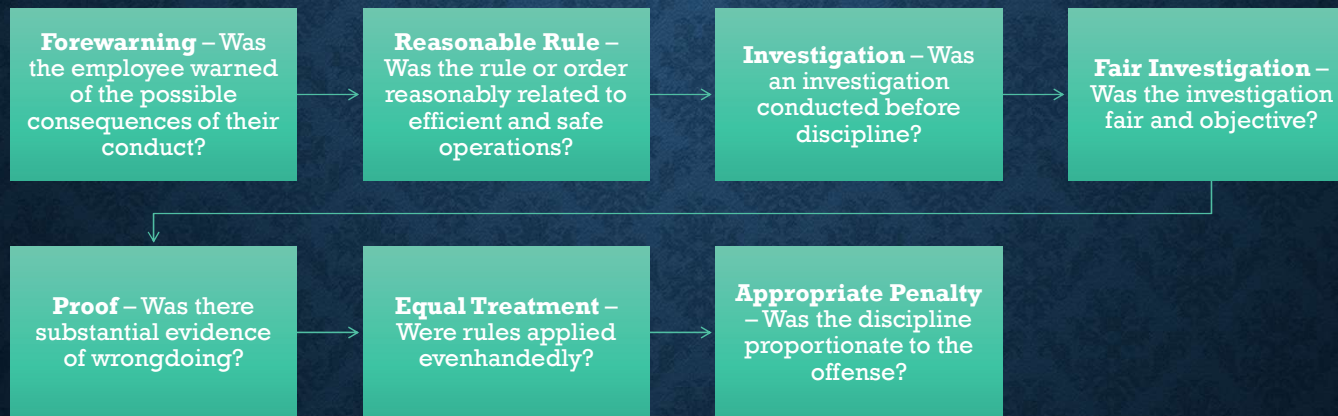 Forewarning – Was
the employee warned
of the possible
consequences of their
conduct?
Reasonable Rule –
Was the rule or order
reasonably related to
efficient and safe
operations?
Investigation – Was
an investigation
conducted before
discipline?
Fair Investigation –
Was the investigation
fair and objective?
Proof – Was there
substantial evidence
of wrongdoing?
Equal Treatment –
Were rules applied
evenhandedly?
Appropriate Penalty
– Was the discipline
proportionate to the
offense?